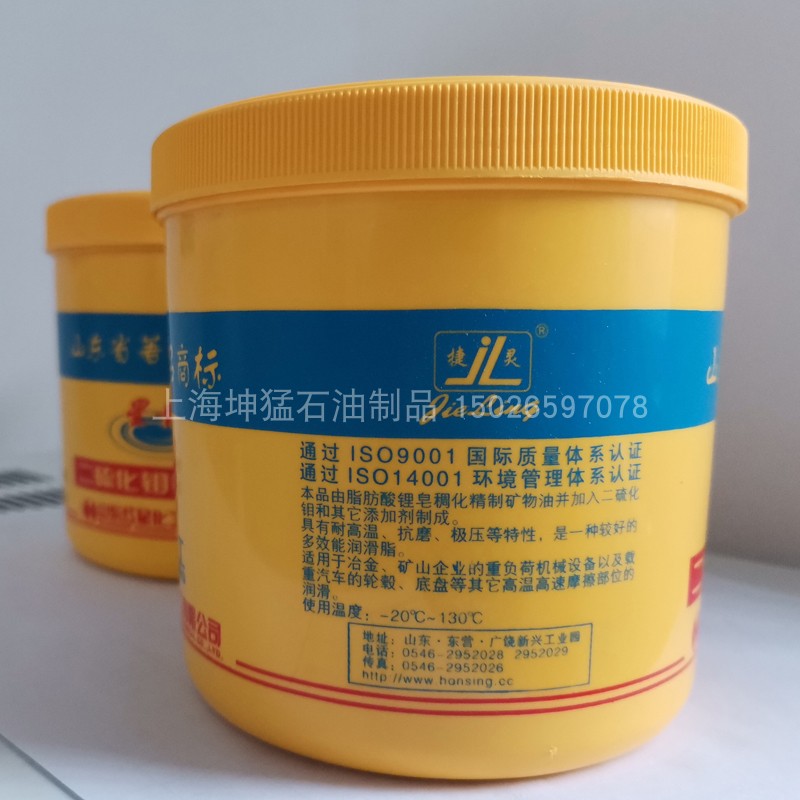 山东省著
商标
捷 灵
JL
®
JieLing
上海坤猛石油制品 15026597078
通过 ISO9001 国际质量体系认证
通过 ISO14001 环境管理体系认证
本品由脂肪酸锂皂稠化精制矿物油并加入二硫化
钼和其它添加剂制成。
具有耐高温、抗磨、极压等特性，是一种较好的
多效能润滑脂。
适用于冶金、矿山企业的重负荷机械设备以及载
重汽车的轮毂、底盘等其它高温高速摩擦部位的
润滑。
使用温度：-20℃~130℃
地址：山东·东营·广饶新兴工业园
电话：0546-2952028 2952029
传真：0546-2952026
http://www.hansing.cc
二硫化钼
公司